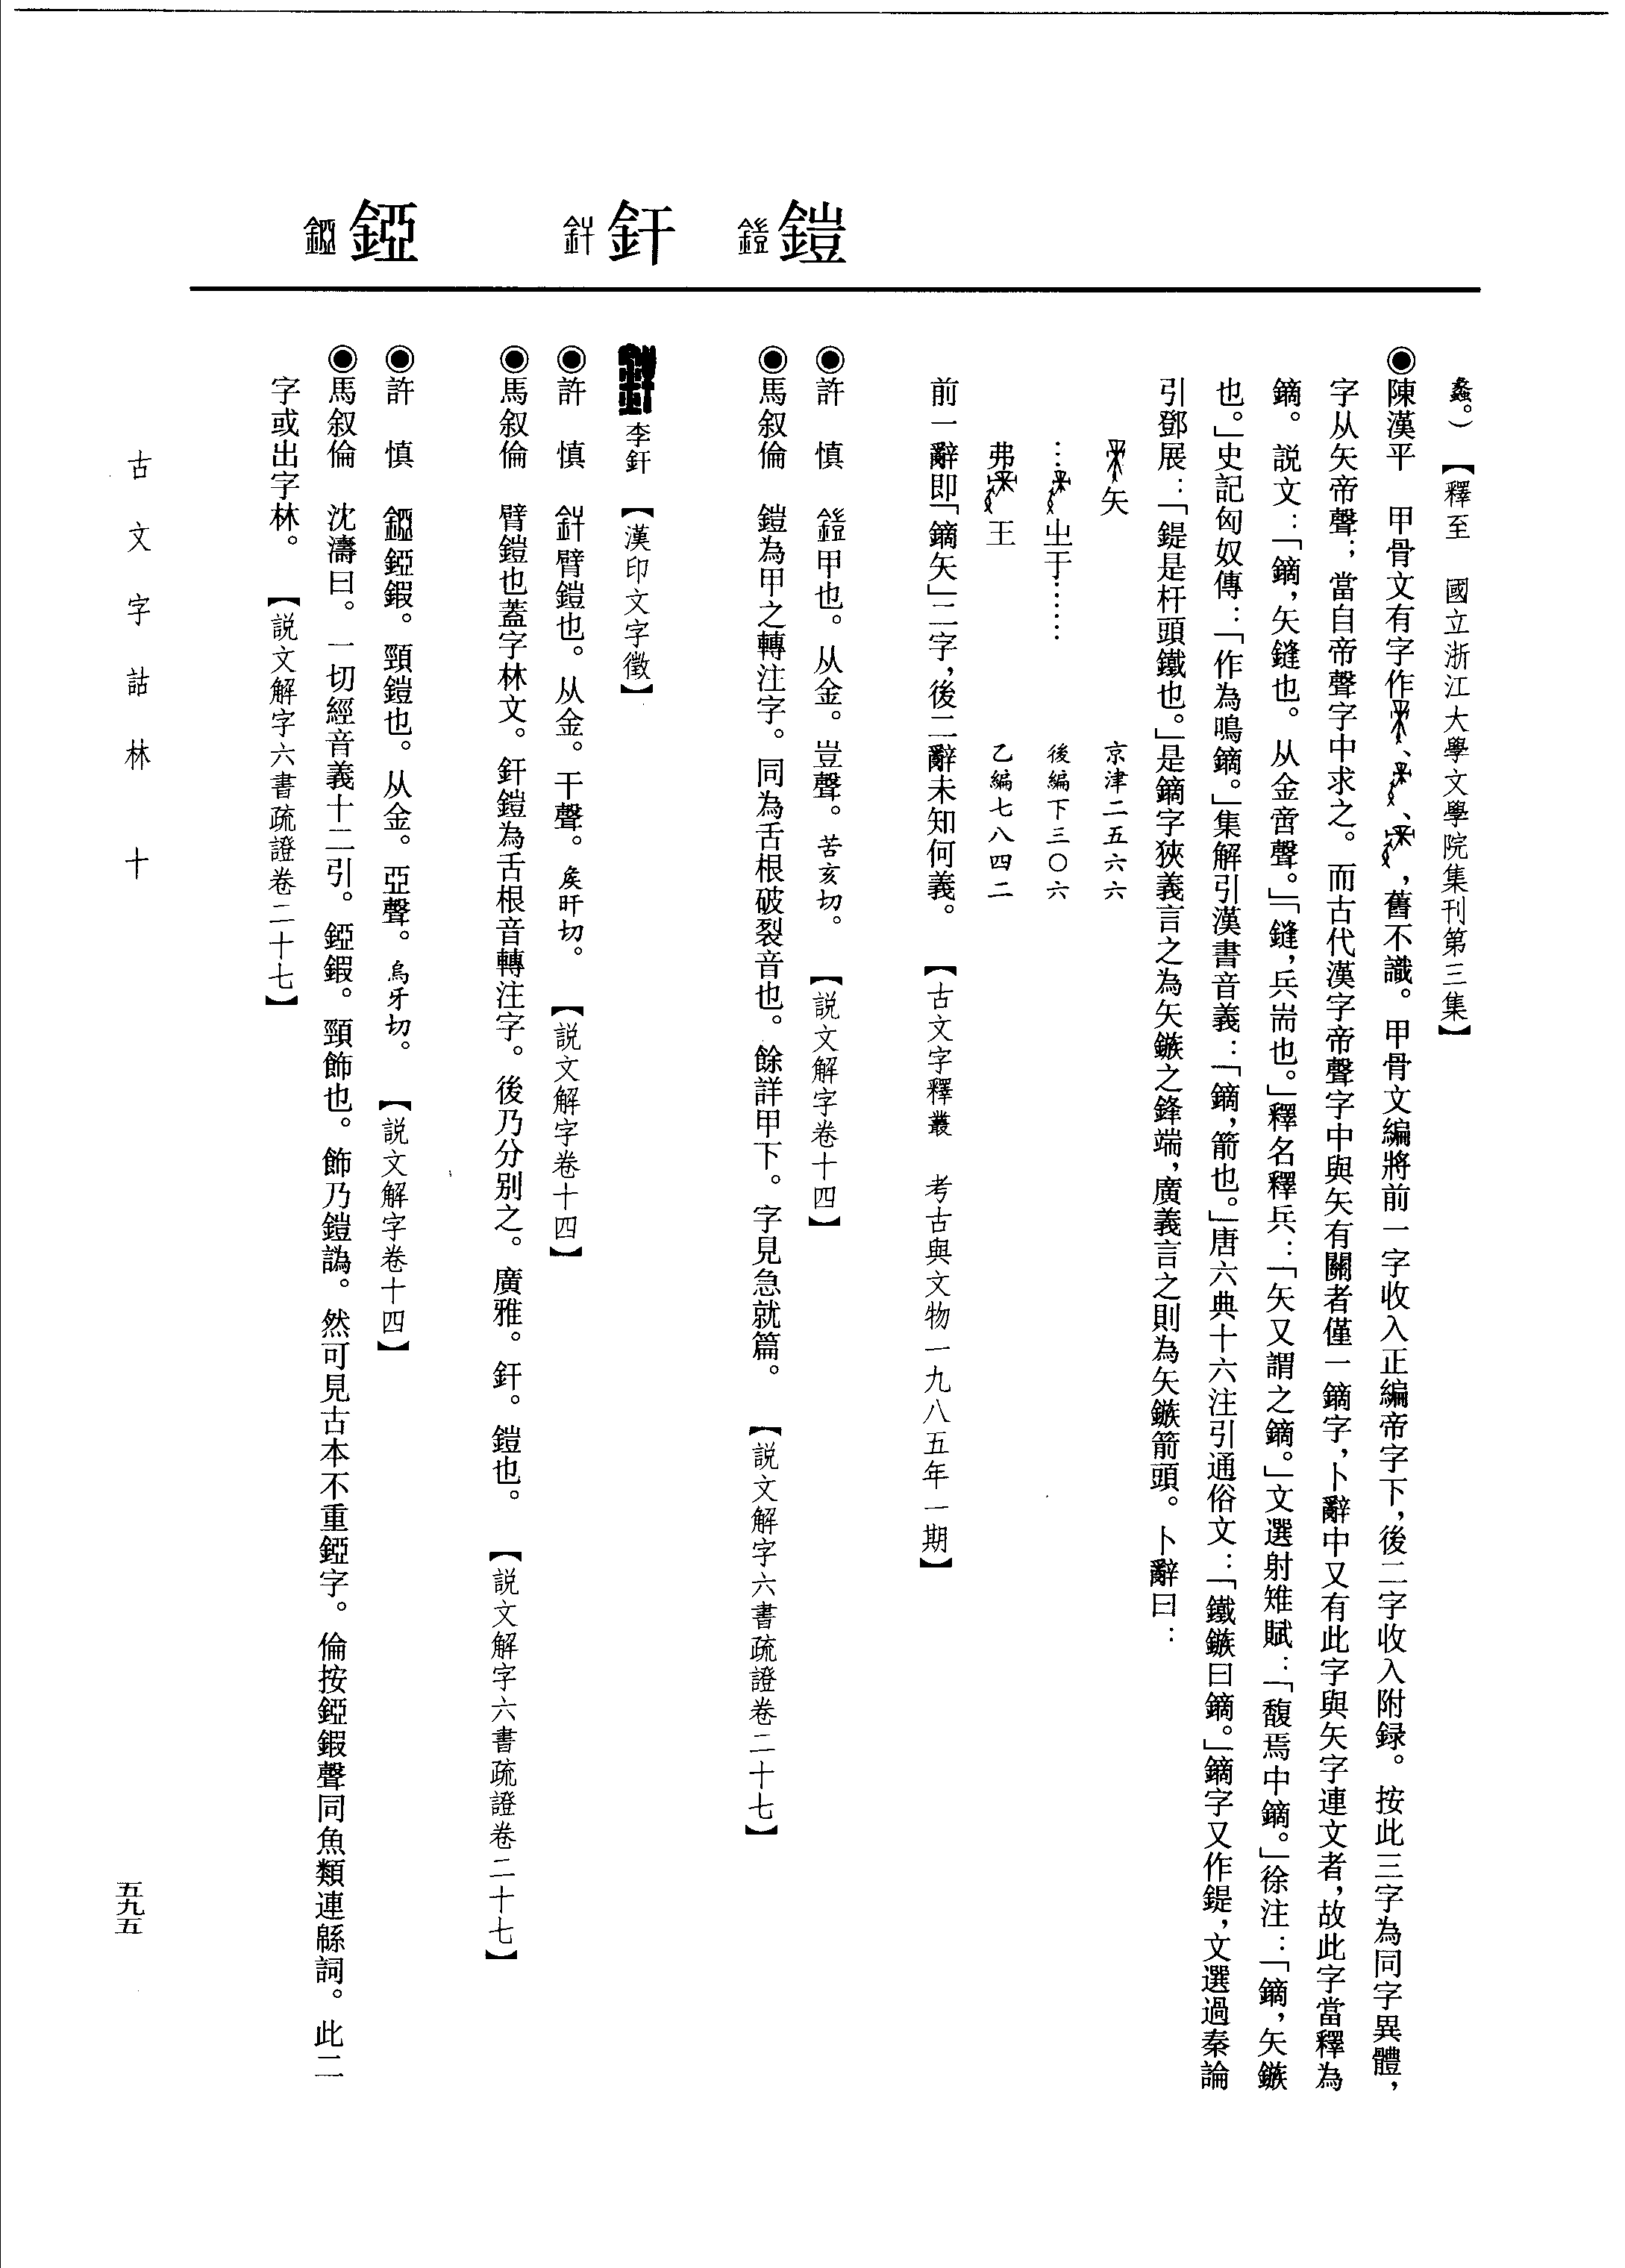 鎧
釬
錏
螽。）　【釋至　國立浙江大學文學院集刊第三集】
◉陳漢平　甲骨文有字作、、，舊不識。甲骨文編將前一字收入正編帝字下，後二字收入附録。按此三字為同字異體，
字从矢帝聲；當自帝聲字中求之。而古代漢字帝聲字中與矢有關者僅一鏑字，卜辭中又有此字與矢字連文者，故此字當釋為
鏑。説文：「鏑，矢鏠也。从金啻聲。」「鏠，兵耑也。」釋名釋兵：「矢又謂之鏑。」文選射雉賦：「馥焉中鏑。」徐注：「鏑，矢鏃
也。」史記匈奴傳：「作為鳴鏑。」集解引漢書音義：「鏑，箭也。」唐六典十六注引通俗文：「鐵鏃曰鏑。」鏑字又作鍉，文選過秦論
引鄧展：「鍉是杆頭鐵也。」是鏑字狹義言之為矢鏃之鋒端，廣義言之則為矢鏃箭頭。卜辭曰：
矢　京津二五六六
…㞢于……　後編下三〇六
弗王　乙編七八四二
前一辭即「鏑矢」二字，後二辭未知何義。　【古文字釋叢　考古與文物一九八五年一期】
◉許　慎　鎧甲也。从金。豈聲。苦亥切。　【説文解字卷十四】
◉馬叙倫　鎧為甲之轉注字。同為舌根破裂音也。餘詳甲下。字見急就篇。　【説文解字六書疏證卷二十七】
李釬　【漢印文字徵】
◉許　慎　釬臂鎧也。从金。干聲。矦旰切。　【説文解字卷十四】
◉馬叙倫　臂鎧也蓋字林文。釬鎧為舌根音轉注字。後乃分別之。廣雅。釬。鎧也。　【説文解字六書疏證卷二十七】
◉許　慎　錏錏鍜。頸鎧也。从金。亞聲。烏牙切。　【説文解字卷十四】
◉馬叙倫　沈濤曰。一切經音義十二引。錏鍜。頸飾也。飾乃鎧譌。然可見古本不重錏字。倫按錏鍜聲同魚類連緜詞。此二
字或出字林。　【説文解字六書疏證卷二十七】
古文字詁林　十
五九五